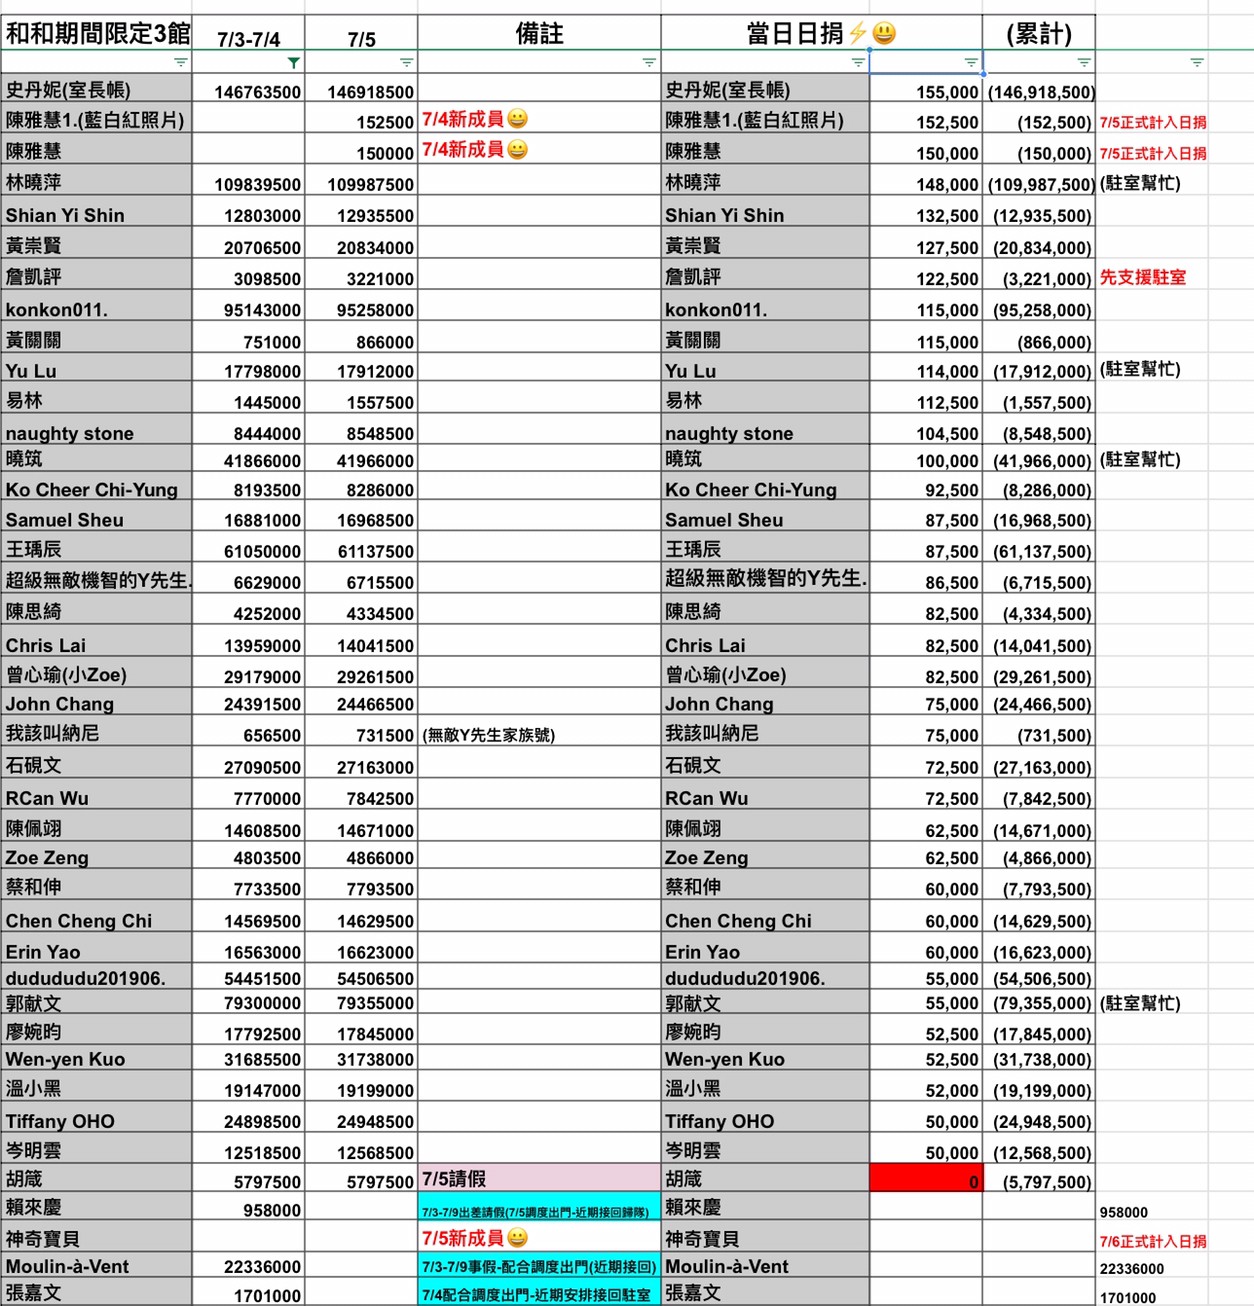 和和期間限定3館 7/3-7/4 7/5 備註 當日日捐⚡😃 (累計)
史丹妮(室長帳) 146763500 146918500 史丹妮(室長帳) 155,000 (146,918,500)
陳雅慧1.(藍白紅照片) 152500 7/4新成員😀 陳雅慧1.(藍白紅照片) 152,500 (152,500) 7/5正式計入日捐
陳雅慧 150000 7/4新成員😀 陳雅慧 150,000 (150,000) 7/5正式計入日捐
林曉萍 109839500 109987500 林曉萍 148,000 (109,987,500) (駐室幫忙)
Shian Yi Shin 12803000 12935500 Shian Yi Shin 132,500 (12,935,500)
黃崇賢 20706500 20834000 黃崇賢 127,500 (20,834,000)
詹凱評 3098500 3221000 詹凱評 122,500 (3,221,000) 先支援駐室
konkon011. 95143000 95258000 konkon011. 115,000 (95,258,000)
黃關關 751000 866000 黃關關 115,000 (866,000)
Yu Lu 17798000 17912000 Yu Lu 114,000 (17,912,000) (駐室幫忙)
易林 1445000 1557500 易林 112,500 (1,557,500)
naughty stone 8444000 8548500 naughty stone 104,500 (8,548,500)
曉筑 41866000 41966000 曉筑 100,000 (41,966,000) (駐室幫忙)
Ko Cheer Chi-Yung 8193500 8286000 Ko Cheer Chi-Yung 92,500 (8,286,000)
Samuel Sheu 16881000 16968500 Samuel Sheu 87,500 (16,968,500)
王瑀辰 61050000 61137500 王瑀辰 87,500 (61,137,500)
超級無敵機智的Y先生. 6629000 6715500 超級無敵機智的Y先生. 86,500 (6,715,500)
陳思綺 4252000 4334500 陳思綺 82,500 (4,334,500)
Chris Lai 13959000 14041500 Chris Lai 82,500 (14,041,500)
曾心瑜(小Zoe) 29179000 29261500 曾心瑜(小Zoe) 82,500 (29,261,500)
John Chang 24391500 24466500 John Chang 75,000 (24,466,500)
我該叫納尼 656500 731500 (無敵Y先生家族號) 我該叫納尼 75,000 (731,500)
石硯文 27090500 27163000 石硯文 72,500 (27,163,000)
RCan Wu 7770000 7842500 RCan Wu 72,500 (7,842,500)
陳佩翊 14608500 14671000 陳佩翊 62,500 (14,671,000)
Zoe Zeng 4803500 4866000 Zoe Zeng 62,500 (4,866,000)
蔡和伸 7733500 7793500 蔡和伸 60,000 (7,793,500)
Chen Cheng Chi 14569500 14629500 Chen Cheng Chi 60,000 (14,629,500)
Erin Yao 16563000 16623000 Erin Yao 60,000 (16,623,000)
dudududu201906. 54451500 54506500 dudududu201906. 55,000 (54,506,500)
郭献文 79300000 79355000 郭献文 55,000 (79,355,000) (駐室幫忙)
廖婉昀 17792500 17845000 廖婉昀 52,500 (17,845,000)
Wen-yen Kuo 31685500 31738000 Wen-yen Kuo 52,500 (31,738,000)
溫小黑 19147000 19199000 溫小黑 52,000 (19,199,000)
Tiffany OHO 24898500 24948500 Tiffany OHO 50,000 (24,948,500)
岑明雲 12518500 12568500 岑明雲 50,000 (12,568,500)
胡箴 5797500 5797500 7/5請假 胡箴 0 (5,797,500)
賴來慶 958000 7/3-7/9出差請假(7/5調度出門-近期接回歸隊) 賴來慶 958000
神奇寶貝 7/5新成員😀 神奇寶貝 7/6正式計入日捐
Moulin-à-Vent 22336000 7/3-7/9事假-配合調度出門(近期接回) Moulin-à-Vent 22336000
張嘉文 1701000 7/4配合調度出門-近期安排接回駐室 張嘉文 1701000